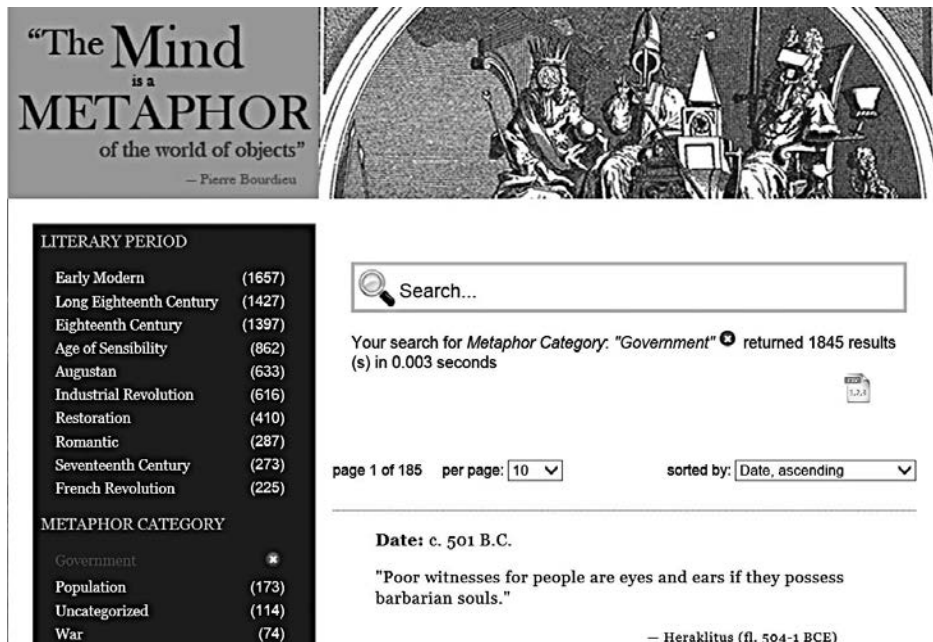 “The Mind
is a
METAPHOR
of the world of objects”
— Pierre Bourdieu
LITERARY PERIOD
Early Modern (1657)
Long Eighteenth Century (1427)
Eighteenth Century (1397)
Age of Sensibility (862)
Augustan (633)
Industrial Revolution (616)
Restoration (410)
Romantic (287)
Seventeenth Century (273)
French Revolution (225)
METAPHOR CATEGORY
Government
Population (173)
Uncategorized (114)
War (74)
Search...
Your search for Metaphor Category: "Government" returned 1845 results
(s) in 0.003 seconds
page 1 of 185 per page: 10 sorted by: Date, ascending
Date: c. 501 B.C.
"Poor witnesses for people are eyes and ears if they possess
barbarian souls."
— Heraklitus (fl. 504-1 BCE)